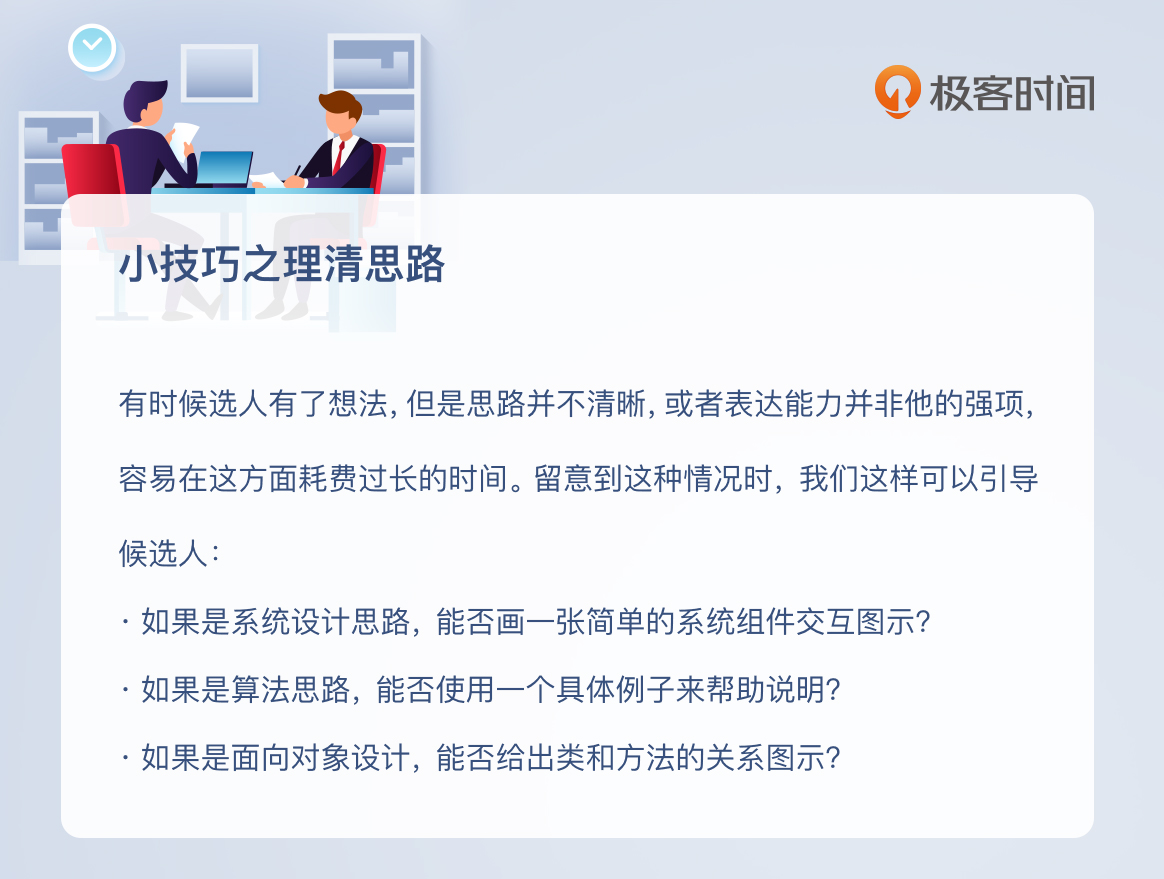 极客时间
小技巧之理清思路
有时候选人有了想法，但是思路并不清晰，或者表达能力并非他的强项，
容易在这方面耗费过长的时间。留意到这种情况时，我们这样可以引导
候选人：
· 如果是系统设计思路，能否画一张简单的系统组件交互图示？
· 如果是算法思路，能否使用一个具体例子来帮助说明？
· 如果是面向对象设计，能否给出类和方法的关系图示？